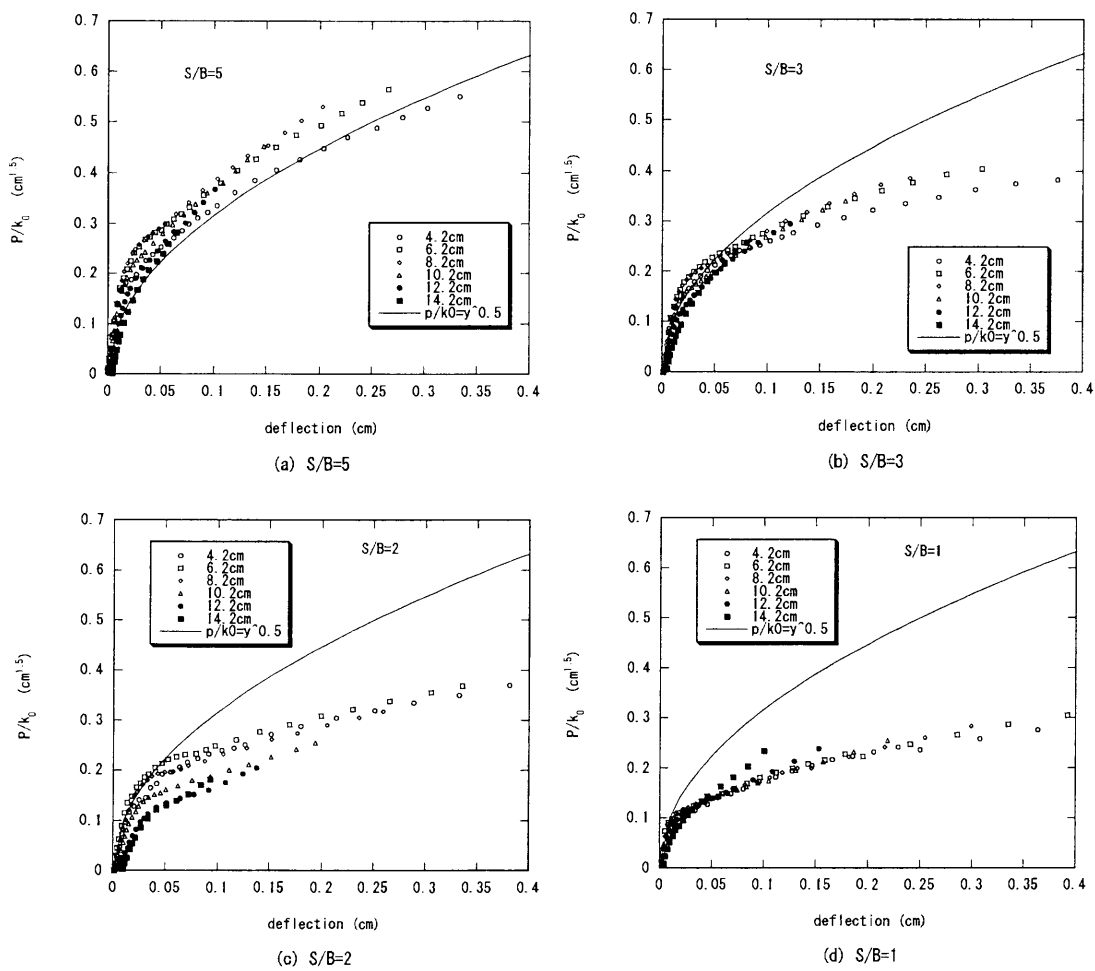 0.7
0.6
0.5
0.4
0.3
0.2
0.1
0
P/k₀ (cm¹·⁵)
S/B=5
4.2cm
6.2cm
8.2cm
10.2cm
12.2cm
14.2cm
p/k0=y^0.5
0 0.05 0.1 0.15 0.2 0.25 0.3 0.35 0.4
deflection (cm)
(a) S/B=5
0.7
0.6
0.5
0.4
0.3
0.2
0.1
0
P/k₀ (cm¹·⁵)
S/B=3
4.2cm
6.2cm
8.2cm
10.2cm
12.2cm
14.2cm
p/k0=y^0.5
0 0.05 0.1 0.15 0.2 0.25 0.3 0.35 0.4
deflection (cm)
(b) S/B=3
0.7
0.6
0.5
0.4
0.3
0.2
0.1
0
P/k₀ (cm¹·⁵)
S/B=2
4.2cm
6.2cm
8.2cm
10.2cm
12.2cm
14.2cm
p/k0=y^0.5
0 0.05 0.1 0.15 0.2 0.25 0.3 0.35 0.4
deflection (cm)
(c) S/B=2
0.7
0.6
0.5
0.4
0.3
0.2
0.1
0
P/k₀ (cm¹·⁵)
S/B=1
4.2cm
6.2cm
8.2cm
10.2cm
12.2cm
14.2cm
p/k0=y^0.5
0 0.05 0.1 0.15 0.2 0.25 0.3 0.35 0.4
deflection (cm)
(d) S/B=1